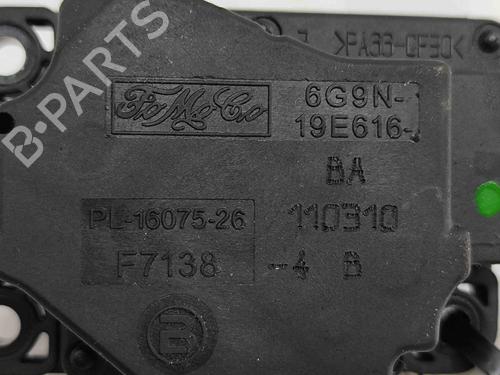 >PA66-GF30<
FoMoCo
6G9N-
19E616-
BA
PL-16075-26
110310
F7138
-4 B
B
B-Parts